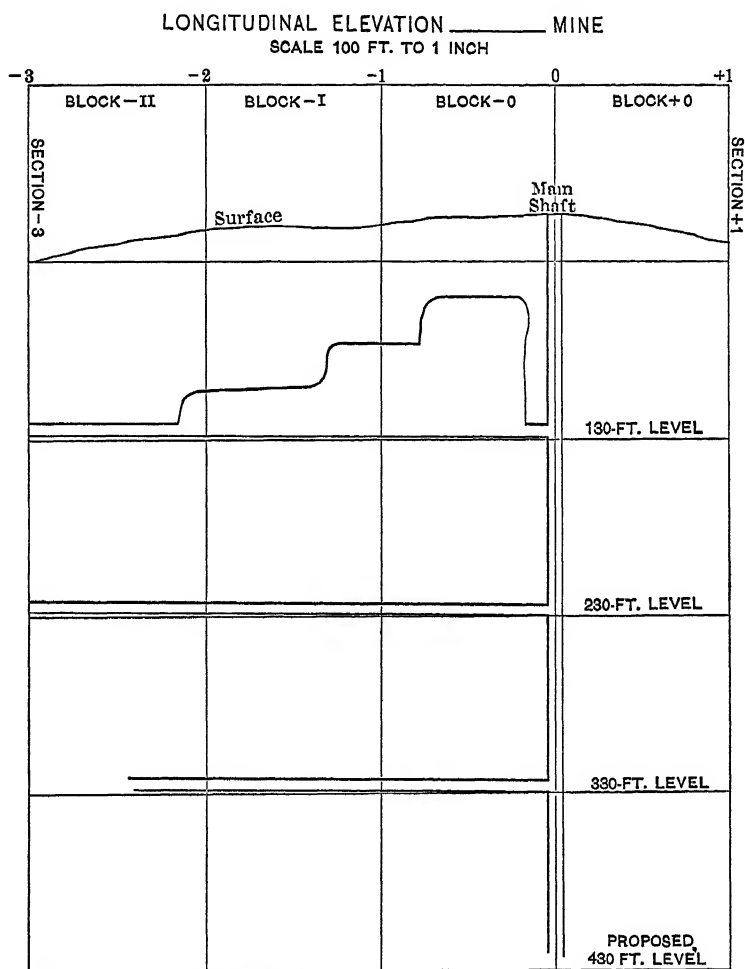 LONGITUDINAL ELEVATION ______ MINE
SCALE 100 FT. TO 1 INCH
-3 -2 -1 0 +1
BLOCK-II BLOCK-I BLOCK-0 BLOCK+0
SECTION-3
SECTION+1
Main
Shaft
Surface
130-FT. LEVEL
230-FT. LEVEL
330-FT. LEVEL
PROPOSED,
430 FT. LEVEL